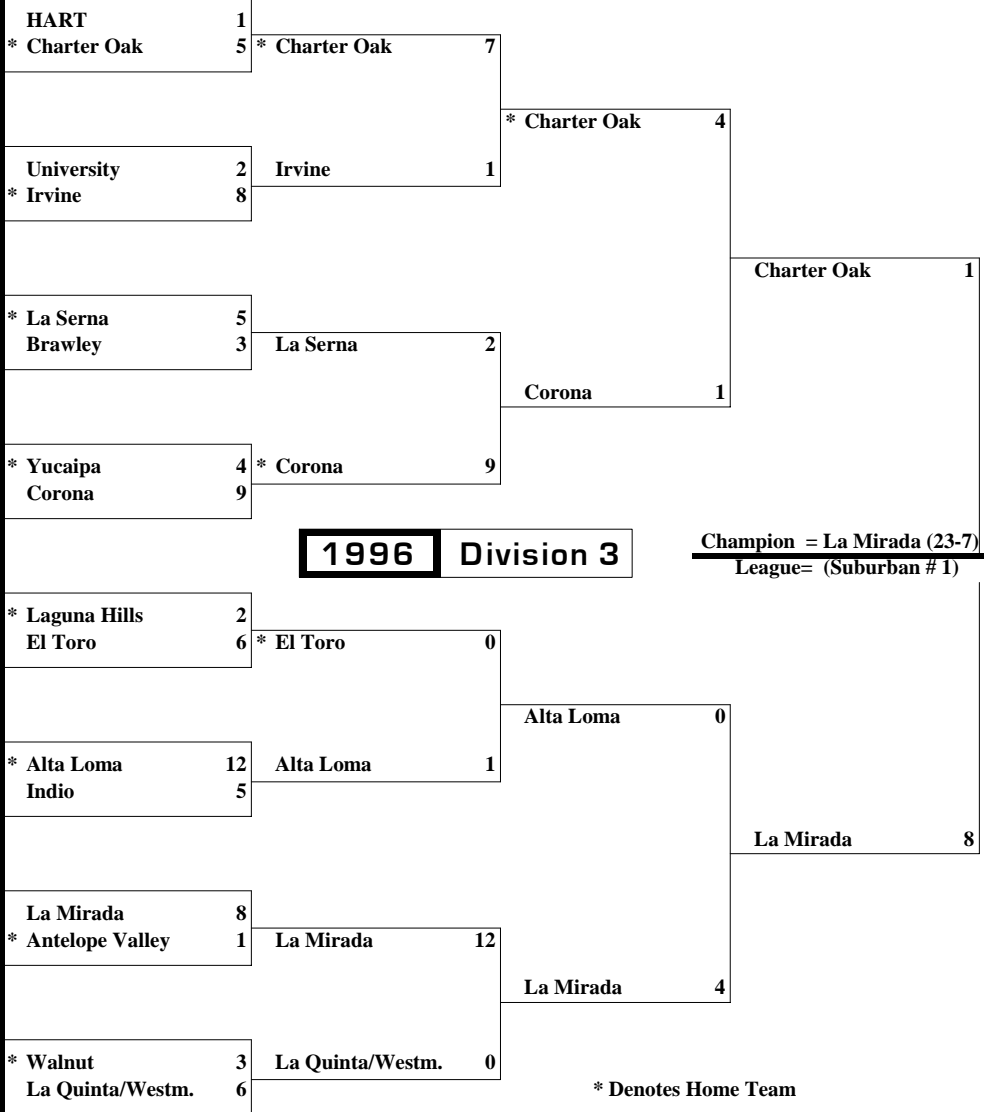 HART 1
* Charter Oak 5
* Charter Oak 7
* Charter Oak 4
University 2
Irvine 1
* Irvine 8
Charter Oak 1
* La Serna 5
Brawley 3
La Serna 2
Corona 1
* Yucaipa 4
* Corona 9
Corona 9
1996 Division 3
Champion = La Mirada (23-7)
League= (Suburban # 1)
* Laguna Hills 2
El Toro 6
* El Toro 0
Alta Loma 0
* Alta Loma 12
Alta Loma 1
Indio 5
La Mirada 8
La Mirada 8
* Antelope Valley 1
La Mirada 12
La Mirada 4
* Walnut 3
La Quinta/Westm. 0
La Quinta/Westm. 6
* Denotes Home Team